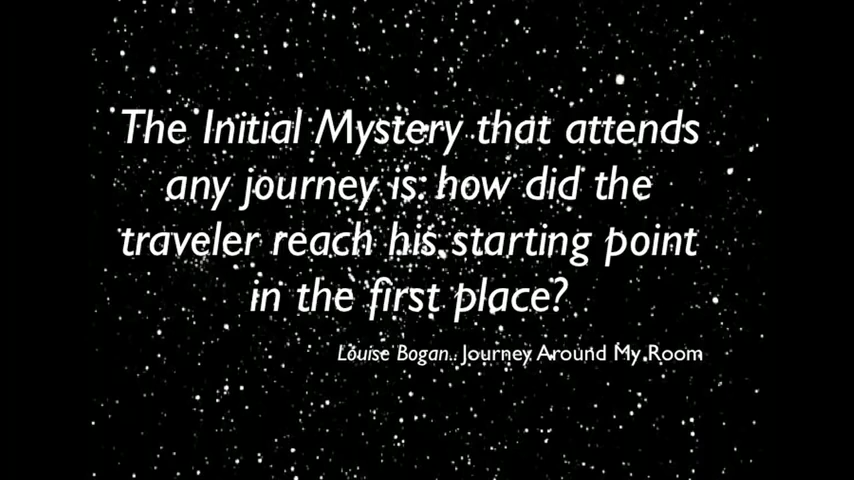 The Initial Mystery that attends
any journey is: how did the
traveler reach his starting point
in the first place?
Louise Bogan.. Journey Around My Room